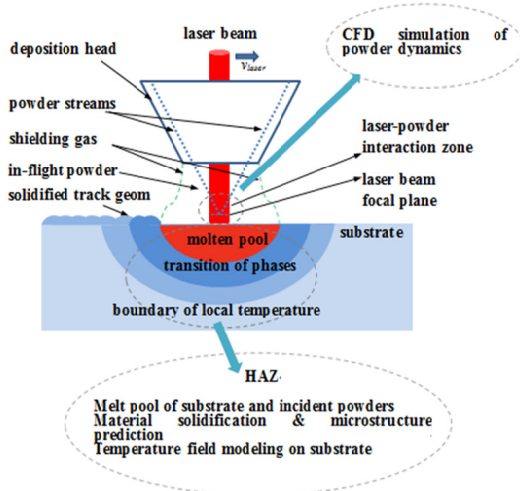 laser beam
CFD simulation of
powder dynamics
deposition head
vlaser
powder streams
shielding gas
in-flight powder
solidified track geom
laser-powder
interaction zone
laser beam
focal plane
substrate
molten pool
transition of phases
boundary of local temperature
HAZ
Melt pool of substrate and incident powders
Material solidification & microstructure
prediction
Temperature field modeling on substrate